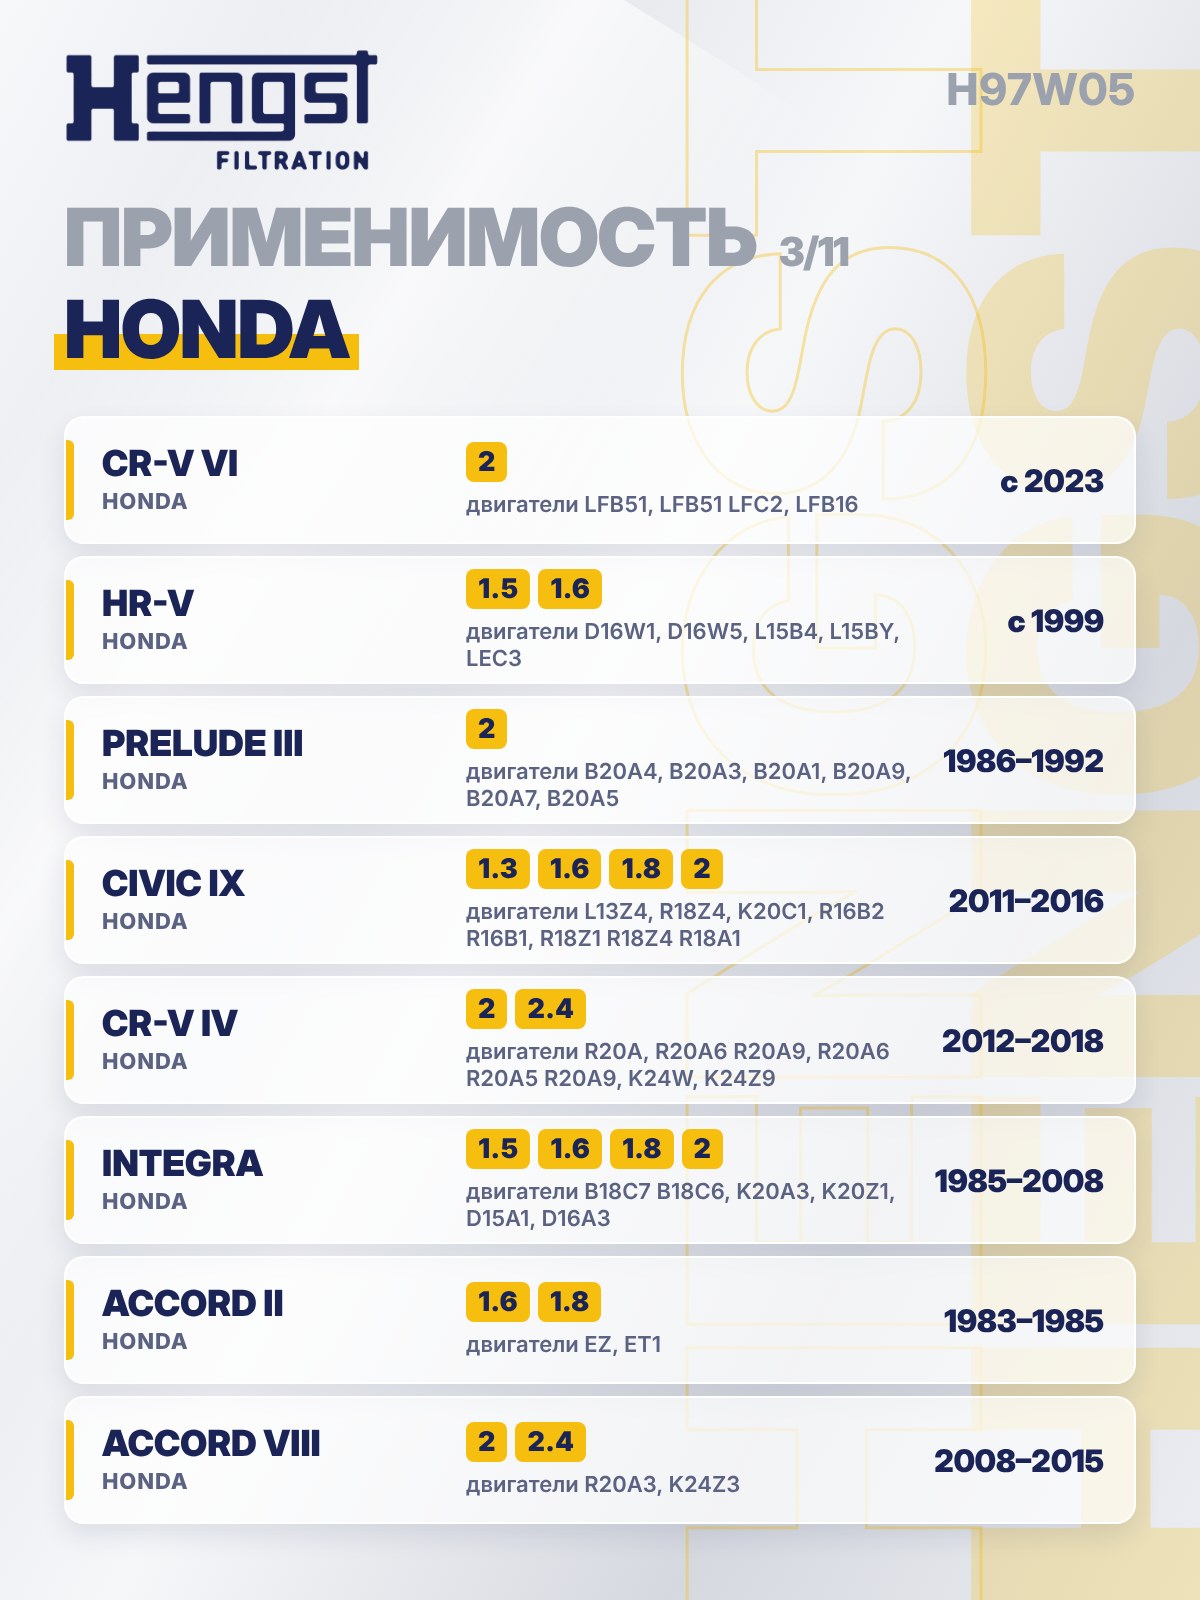 Hengst
FILTRATION
H97W05
ПРИМЕНИМОСТЬ 3/11
HONDA
CR-V VI
HONDA
2
двигатели LFB51, LFB51 LFC2, LFB16
с 2023
HR-V
HONDA
1.5 1.6
двигатели D16W1, D16W5, L15B4, L15BY,
LEC3
с 1999
PRELUDE III
HONDA
2
двигатели B20A4, B20A3, B20A1, B20A9,
B20A7, B20A5
1986–1992
CIVIC IX
HONDA
1.3 1.6 1.8 2
двигатели L13Z4, R18Z4, K20C1, R16B2
R16B1, R18Z1 R18Z4 R18A1
2011–2016
CR-V IV
HONDA
2 2.4
двигатели R20A, R20A6 R20A9, R20A6
R20A5 R20A9, K24W, K24Z9
2012–2018
INTEGRA
HONDA
1.5 1.6 1.8 2
двигатели B18C7 B18C6, K20A3, K20Z1,
D15A1, D16A3
1985–2008
ACCORD II
HONDA
1.6 1.8
двигатели EZ, ET1
1983–1985
ACCORD VIII
HONDA
2 2.4
двигатели R20A3, K24Z3
2008–2015
HENGST
HENGST